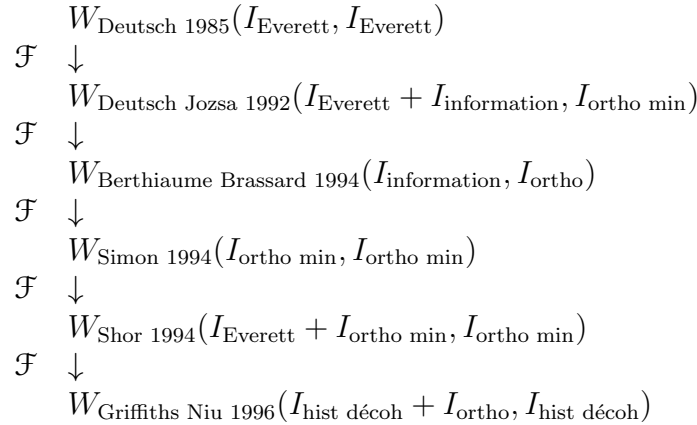 W_Deutsch 1985(I_Everett, I_Everett)
ℱ ↓
W_Deutsch Jozsa 1992(I_Everett + I_information, I_ortho min)
ℱ ↓
W_Berthiaume Brassard 1994(I_information, I_ortho)
ℱ ↓
W_Simon 1994(I_ortho min, I_ortho min)
ℱ ↓
W_Shor 1994(I_Everett + I_ortho min, I_ortho min)
ℱ ↓
W_Griffiths Niu 1996(I_hist décoh + I_ortho, I_hist décoh)